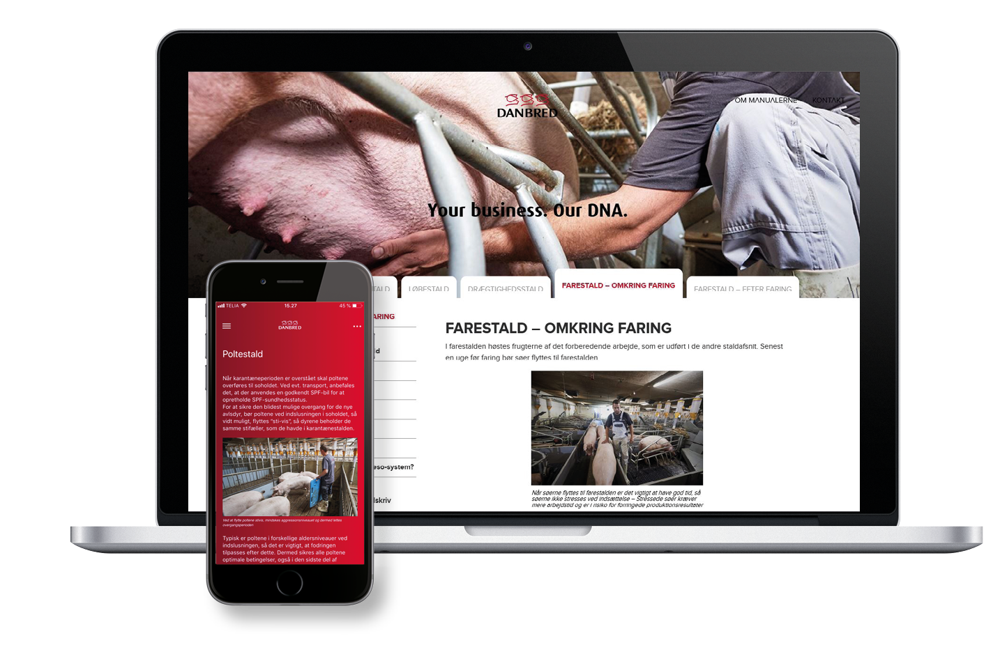 DANBRED
OM MANUALERNE KONTAKT
Your business. Our DNA.
TALD
LØBESTALD
DRÆGTIGHEDSSTALD
FARESTALD – OMKRING FARING
FARESTALD – EFTER FARING
ARING
d
eso-system?
dskriv
FARESTALD – OMKRING FARING
I farestalden høstes frugterne af det forberedende arbejde, som er udført i de andre staldafsnit. Senest
en uge før faring bør søer flyttes til farestalden
Når søerne flyttes til farestalden er det vigtigt at have god tid, så
søerne ikke stresses ved indsættelse – Stressede søer kræver
mere arbejdstid og er i risiko for forringede produktionsresultater
TELIA 15.27 45 %
DANBRED
Poltestald
Når karantæneperioden er overstået skal poltene
overføres til soholdet. Ved evt. transport, anbefales
det, at der anvendes en godkendt SPF-bil for at
opretholde SPF-sundhedsstatus.
For at sikre den blidest mulige overgang for de nye
avlsdyr, bør poltene ved indslusningen i soholdet, så
vidt muligt, flyttes "sti-vis", så dyrene beholder de
samme stifæller, som de havde i karantænestalden.
Ved at flytte poltene stivis, mindskes aggressionsniveauet og dermed lettes
overgangsperioden
Typisk er poltene i forskellige aldersniveauer ved
indslusningen, så det er vigtigt, at fodringen
tilpasses efter dette. Dermed sikres alle poltene
optimale betingelser, også i den sidste del af